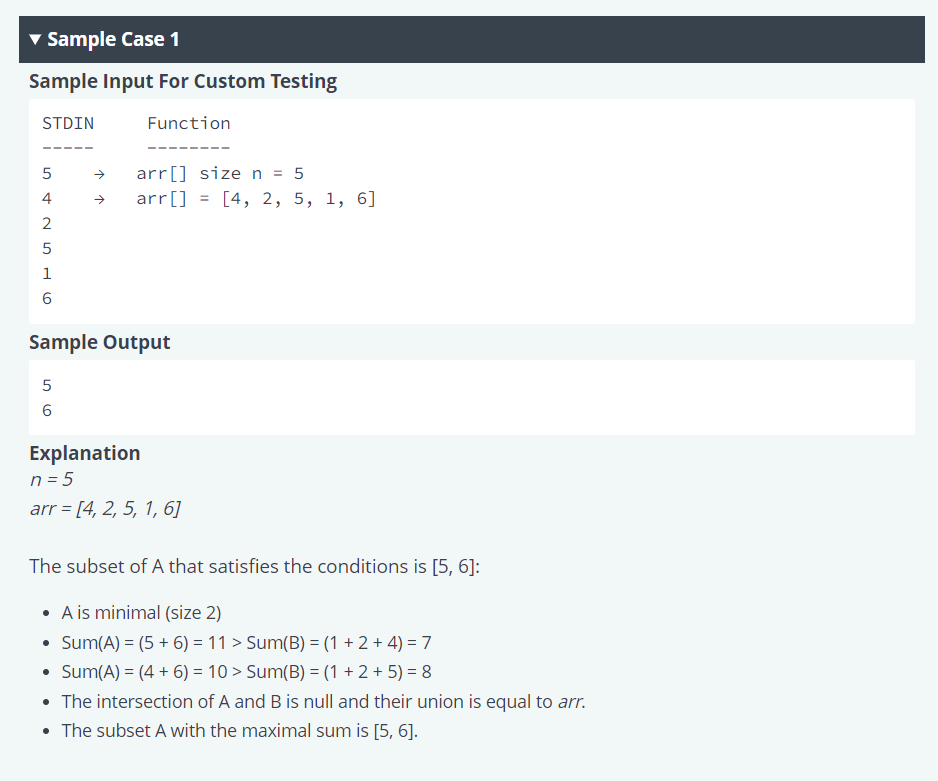 ▼ Sample Case 1
Sample Input For Custom Testing
STDIN     Function
-----     --------
5    →   arr[] size n = 5
4    →   arr[] = [4, 2, 5, 1, 6]
2
5
1
6
Sample Output
5
6
Explanation
n = 5
arr = [4, 2, 5, 1, 6]
The subset of A that satisfies the conditions is [5, 6]:
• A is minimal (size 2)
• Sum(A) = (5 + 6) = 11 > Sum(B) = (1 + 2 + 4) = 7
• Sum(A) = (4 + 6) = 10 > Sum(B) = (1 + 2 + 5) = 8
• The intersection of A and B is null and their union is equal to arr.
• The subset A with the maximal sum is [5, 6].